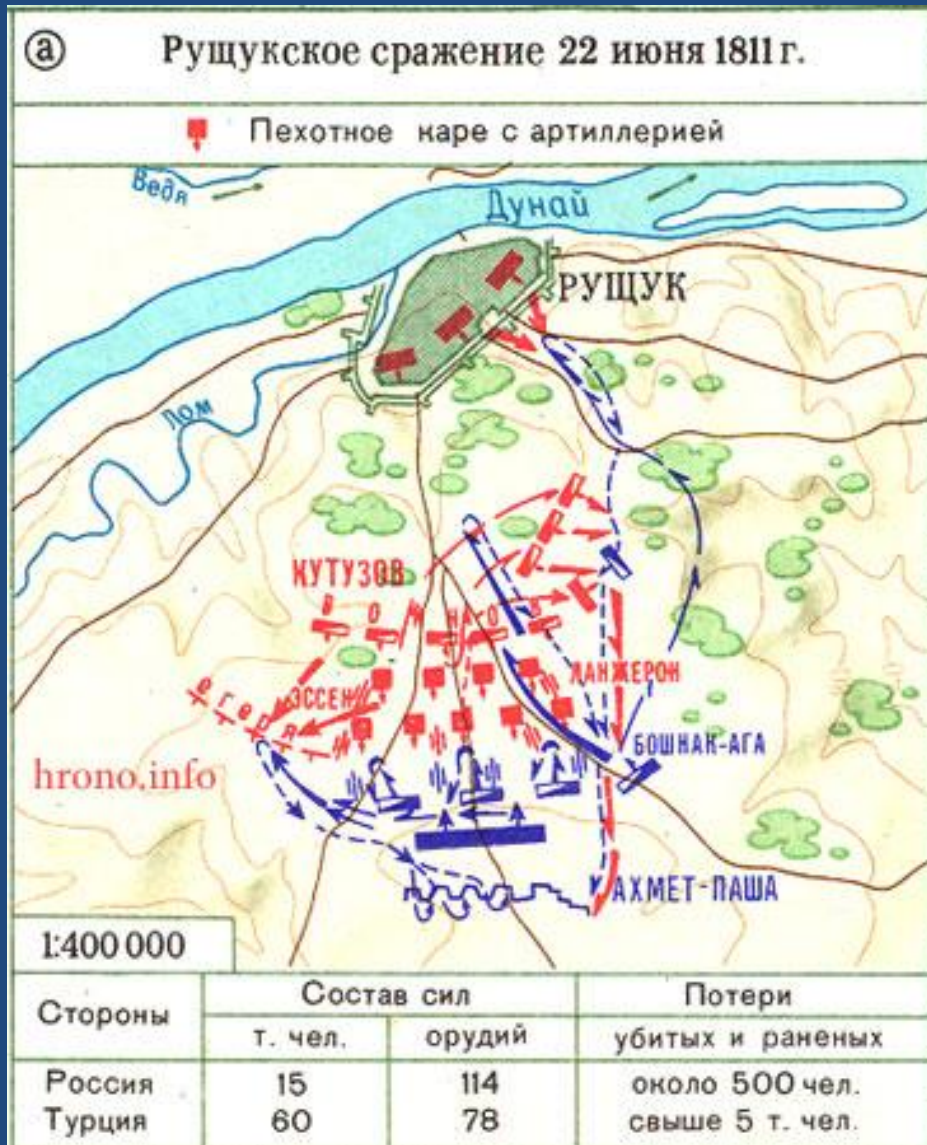 а Рущукское сражение 22 июня 1811 г.
Пехотное каре с артиллерией
Ведя
Дунай
РУЩУК
Лом
КУТУЗОВ
В О И Н О В
ЭССЕН
ЛАНЖЕРОН
егеря
БОШНАК-АГА
hrono.info
АХМЕТ-ПАША
1:400 000
Стороны Состав сил Потери
т. чел. орудий убитых и раненых
Россия 15 114 около 500 чел.
Турция 60 78 свыше 5 т. чел.